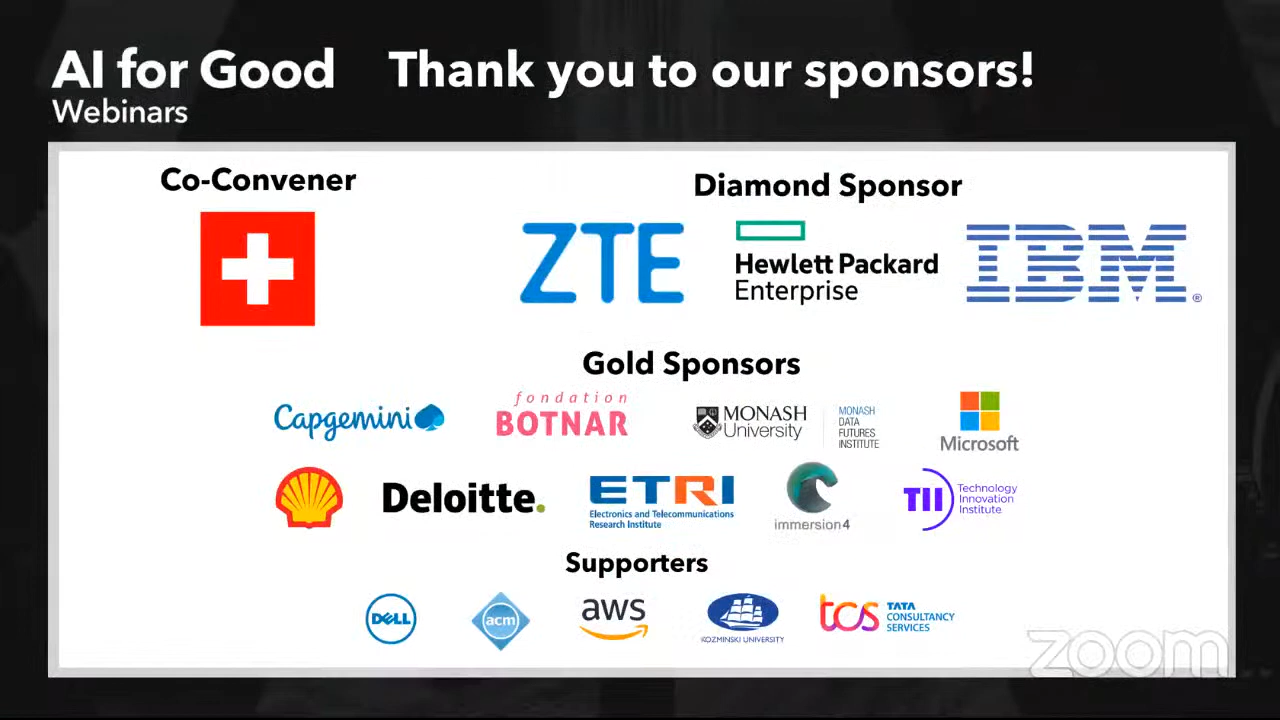 AI for Good
Webinars
Thank you to our sponsors!
Co-Convener
Diamond Sponsor
ZTE
Hewlett Packard
Enterprise
IBM
®
Gold Sponsors
Capgemini
fondation
BOTNAR
MONASH
University
MONASH
DATA
FUTURES
INSTITUTE
Microsoft
Deloitte.
ETRI
Electronics and Telecommunications
Research Institute
immersion4
TII
Technology
Innovation
Institute
Supporters
DELL
acm
aws
KOZMINSKI UNIVERSITY
tcs
TATA
CONSULTANCY
SERVICES
zoom